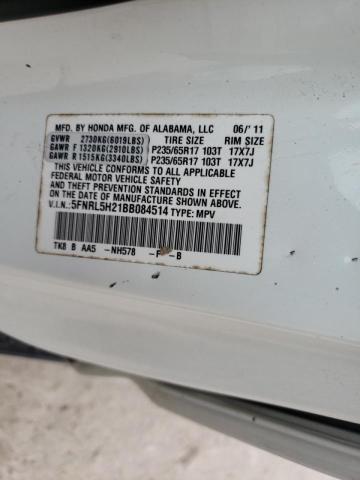 MFD. BY HONDA MFG. OF ALABAMA, LLC 06/'11
GVWR 2730KG(6019LBS) TIRE SIZE RIM SIZE
GAWR F 1320KG(2910LBS) P235/65R17 103T 17X7J
GAWR R 1515KG(3340LBS) P235/65R17 103T 17X7J
THIS VEHICLE CONFORMS TO ALL APPLICABLE
FEDERAL MOTOR VEHICLE SAFETY
AND THEFT PREVENTION STANDARDS IN EFFECT
ON THE DATE OF MANUFACTURE SHOWN ABOVE.
V.I.N.:5FNRL5H21BB084514 TYPE: MPV
TK8 B AA5 -NH578 -F -B